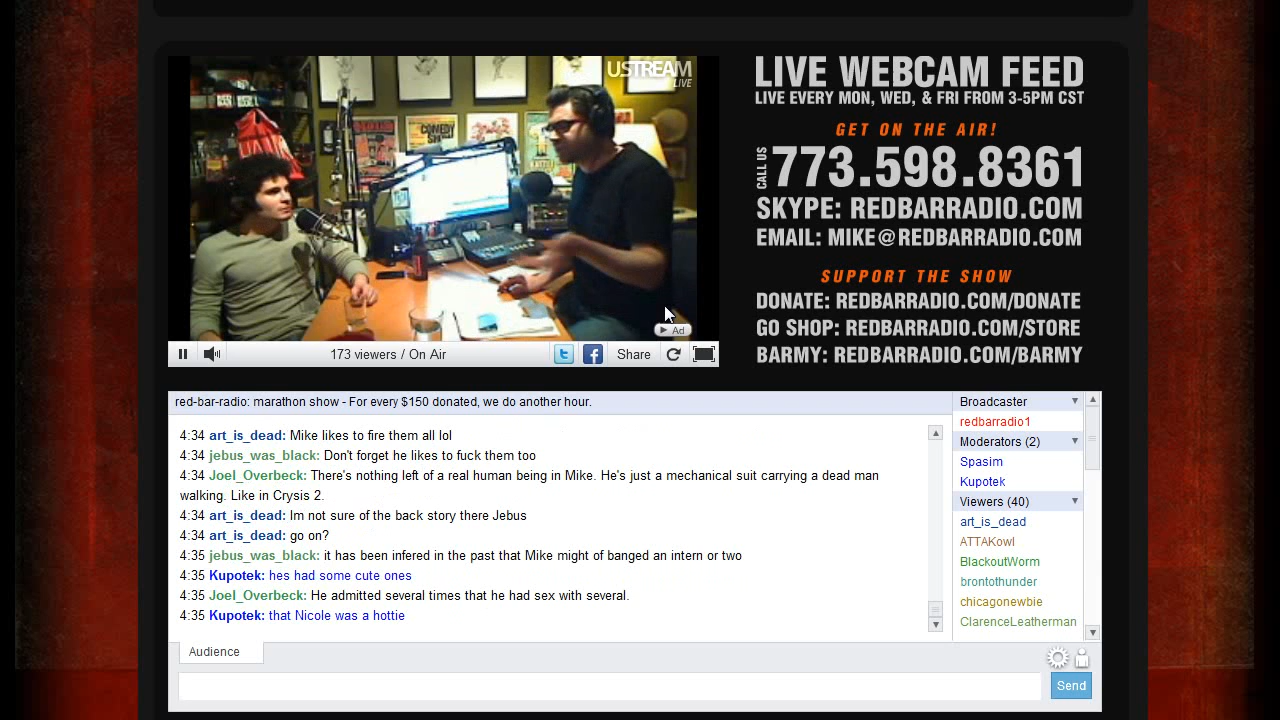 USTREAM
LIVE
COMEDY
SHOW
Ad
173 viewers / On Air
Share
LIVE WEBCAM FEED
LIVE EVERY MON, WED, & FRI FROM 3-5PM CST
GET ON THE AIR!
CALL US 773.598.8361
SKYPE: REDBARRADIO.COM
EMAIL: MIKE@REDBARRADIO.COM
SUPPORT THE SHOW
DONATE: REDBARRADIO.COM/DONATE
GO SHOP: REDBARRADIO.COM/STORE
BARMY: REDBARRADIO.COM/BARMY
red-bar-radio: marathon show - For every $150 donated, we do another hour.
4:34 art_is_dead: Mike likes to fire them all lol
4:34 jebus_was_black: Don't forget he likes to fuck them too
4:34 Joel_Overbeck: There's nothing left of a real human being in Mike. He's just a mechanical suit carrying a dead man
walking. Like in Crysis 2.
4:34 art_is_dead: Im not sure of the back story there Jebus
4:34 art_is_dead: go on?
4:35 jebus_was_black: it has been infered in the past that Mike might of banged an intern or two
4:35 Kupotek: hes had some cute ones
4:35 Joel_Overbeck: He admitted several times that he had sex with several.
4:35 Kupotek: that Nicole was a hottie
Broadcaster
redbarradio1
Moderators (2)
Spasim
Kupotek
Viewers (40)
art_is_dead
ATTAKowl
BlackoutWorm
brontothunder
chicagonewbie
ClarenceLeatherman
Audience
Send